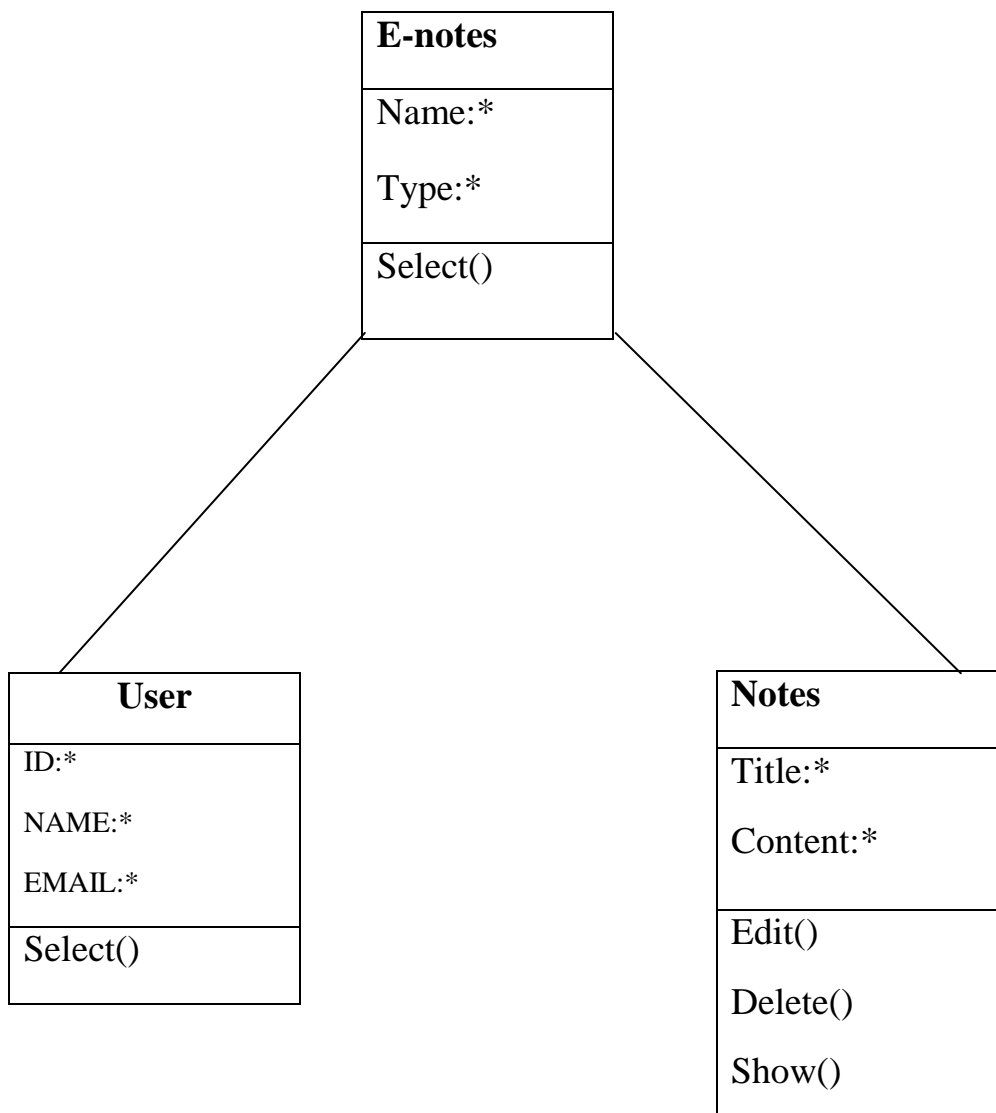 E-notes
Name:*
Type:*
Select()
User
ID:*
NAME:*
EMAIL:*
Select()
Notes
Title:*
Content:*
Edit()
Delete()
Show()